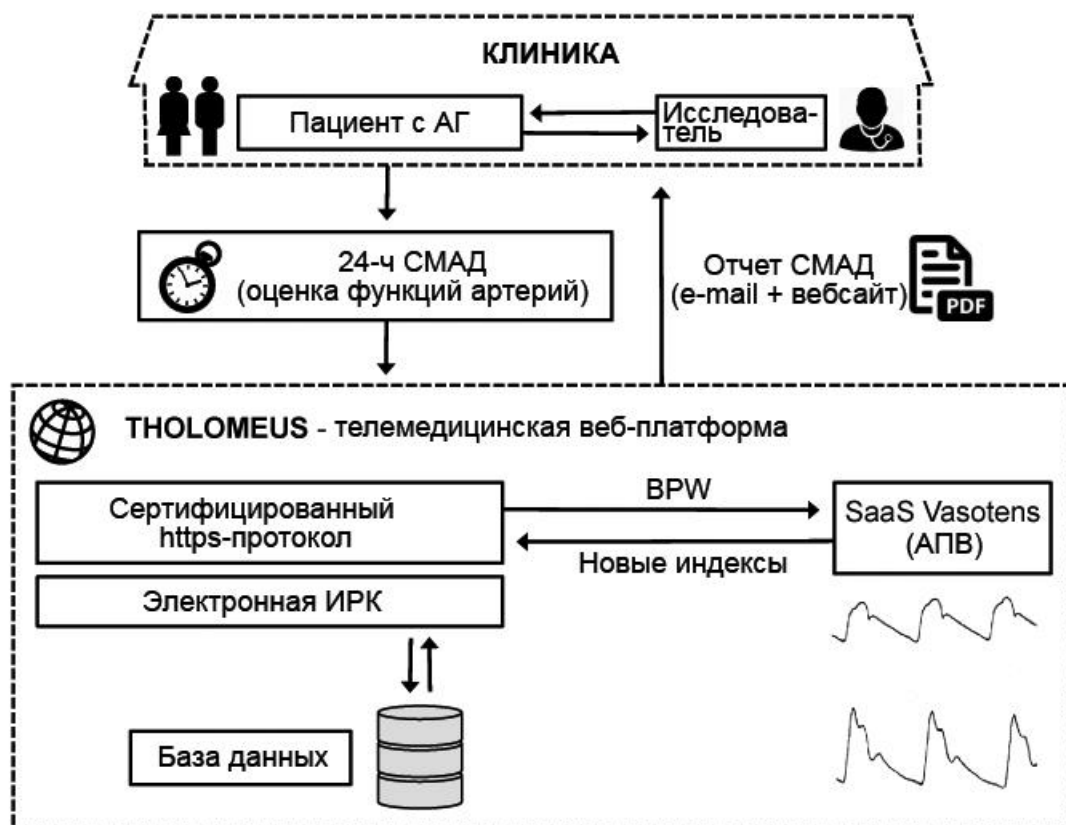 КЛИНИКА
Пациент с АГ
Исследова-
тель
24-ч СМАД
(оценка функций артерий)
Отчет СМАД
(e-mail + вебсайт)
PDF
THOLOMEUS - телемедицинская веб-платформа
Сертифицированный
https-протокол
BPW
Новые индексы
SaaS Vasotens
(АПВ)
Электронная ИРК
База данных